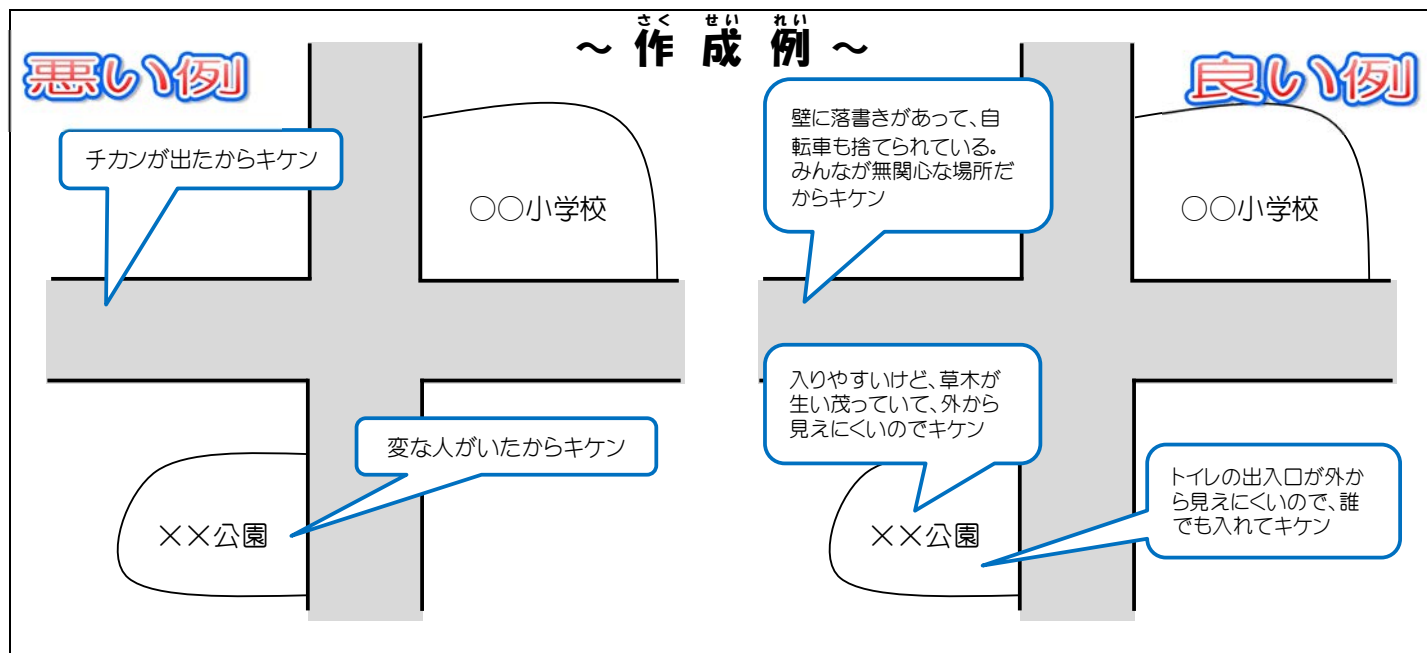 さく せい れい
～ 作 成 例 ～
悪い例
チカンが出たからキケン
○○小学校
変な人がいたからキケン
××公園
良い例
壁に落書きがあって、自
転車も捨てられている。
みんなが無関心な場所だ
からキケン
○○小学校
入りやすいけど、草木が
生い茂っていて、外から
見えにくいのでキケン
トイレの出入口が外か
ら見えにくいので、誰
でも入れてキケン
××公園